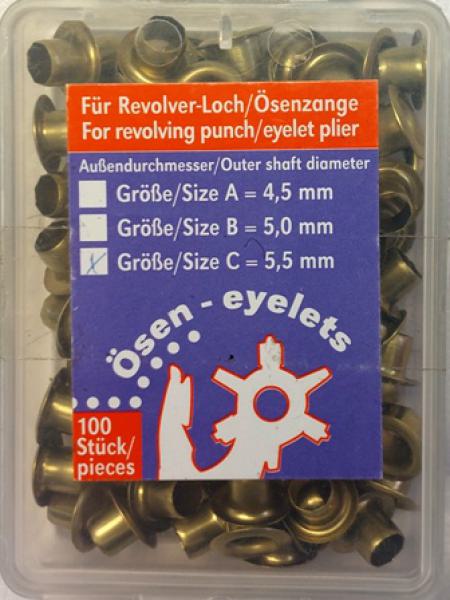 Für Revolver-Loch/Ösenzange
For revolving punch/eyelet plier
Außendurchmesser/Outer shaft diameter
Größe/Size A = 4,5 mm
Größe/Size B = 5,0 mm
Größe/Size C = 5,5 mm
Ösen - eyelets
100
Stück/
pieces